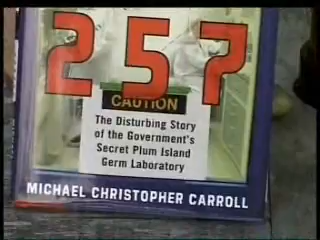 257
CAUTION
The Disturbing Story
of the Government's
Secret Plum Island
Germ Laboratory
MICHAEL CHRISTOPHER CARROLL